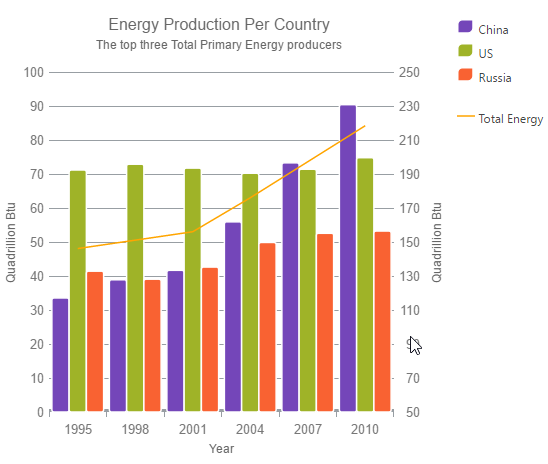 Energy Production Per Country
The top three Total Primary Energy producers
China
US
Russia
Total Energy
Quadrillion Btu
100
90
80
70
60
50
40
30
20
10
0
250
230
210
190
170
150
130
110
70
50
Quadrillion Btu
1995 1998 2001 2004 2007 2010
Year